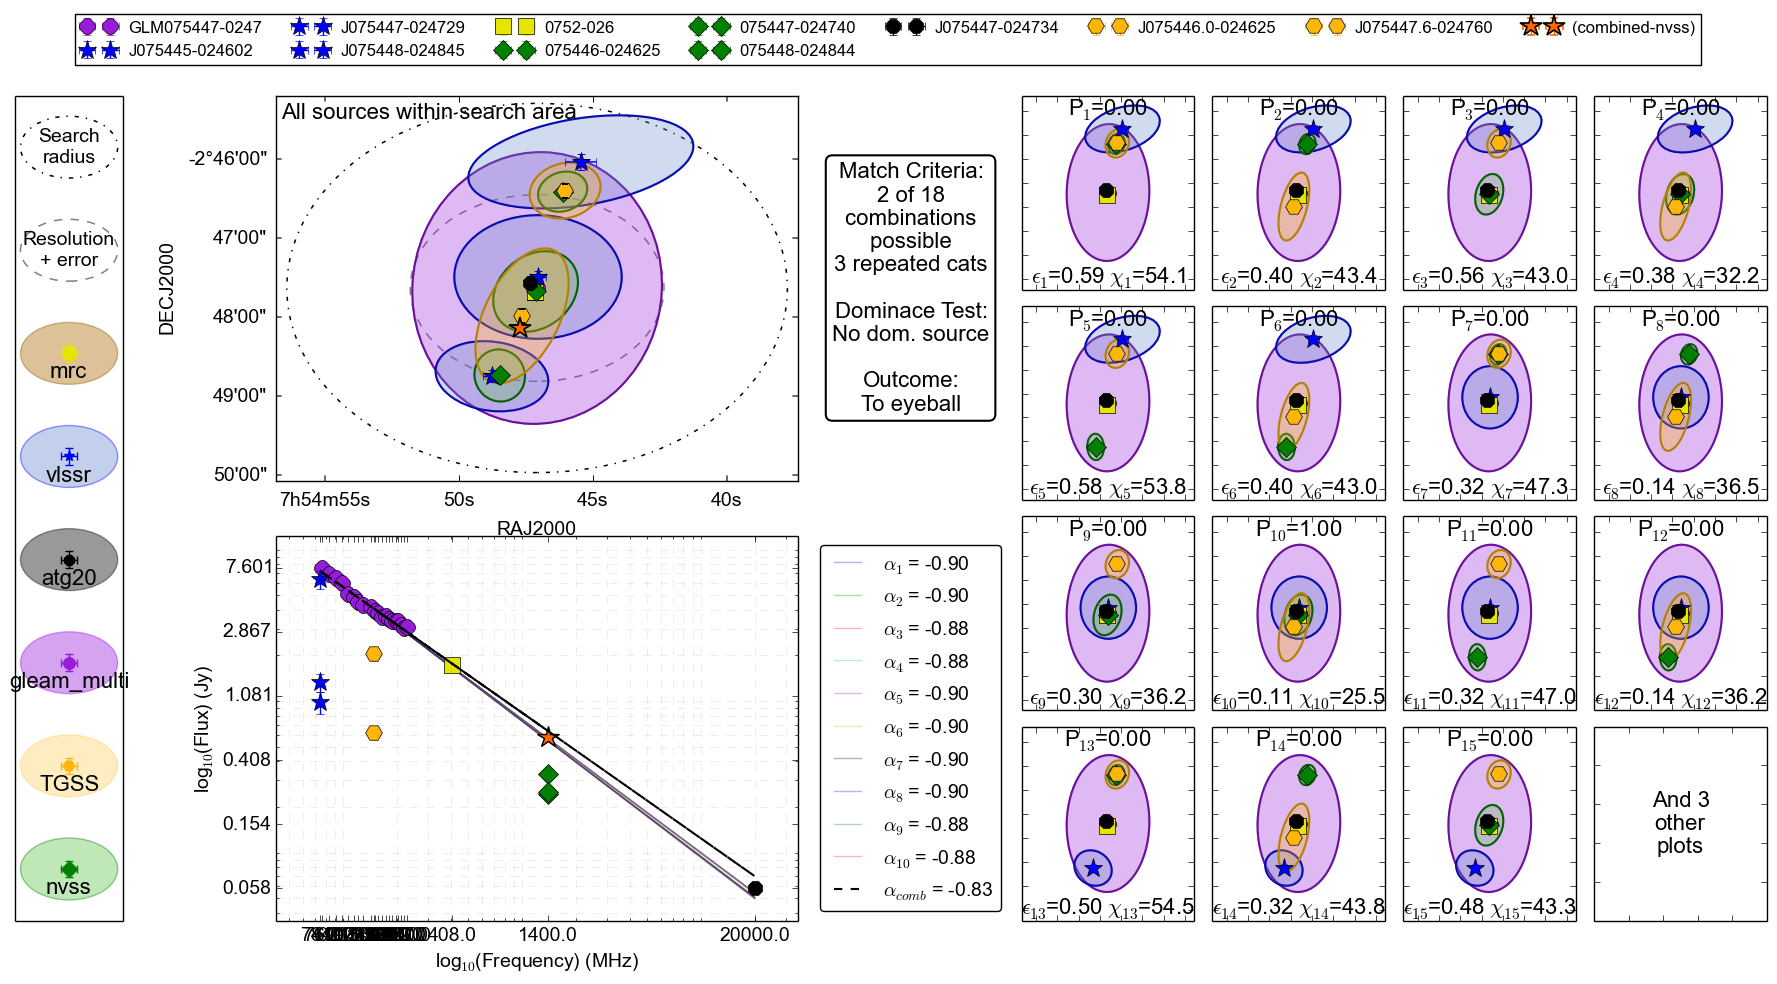 GLM075447-0247 J075447-024729 0752-026 075447-024740 J075447-024734 J075446.0-024625 J075447.6-024760 (combined-nvss)
J075445-024602 J075448-024845 075446-024625 075448-024844
Search
radius
Resolution
+ error
mrc
vlssr
atg20
gleam_multi
TGSS
nvss
All sources within search area
DECJ2000
-2°46'00"
47'00"
48'00"
49'00"
50'00"
7h54m55s 50s 45s 40s
RAJ2000
Match Criteria:
2 of 18
combinations
possible
3 repeated cats
Dominace Test:
No dom. source
Outcome:
To eyeball
log10(Flux) (Jy)
7.601
2.867
1.081
0.408
0.154
0.058
408.0 1400.0 20000.0
log10(Frequency) (MHz)
α1 = -0.90
α2 = -0.90
α3 = -0.88
α4 = -0.88
α5 = -0.90
α6 = -0.90
α7 = -0.90
α8 = -0.90
α9 = -0.88
α10 = -0.88
αcomb = -0.83
P1=0.00 P2=0.00 P3=0.00 P4=0.00
ϵ1=0.59 χ1=54.1 ϵ2=0.40 χ2=43.4 ϵ3=0.56 χ3=43.0 ϵ4=0.38 χ4=32.2
P5=0.00 P6=0.00 P7=0.00 P8=0.00
ϵ5=0.58 χ5=53.8 ϵ6=0.40 χ6=43.0 ϵ7=0.32 χ7=47.3 ϵ8=0.14 χ8=36.5
P9=0.00 P10=1.00 P11=0.00 P12=0.00
ϵ9=0.30 χ9=36.2 ϵ10=0.11 χ10=25.5 ϵ11=0.32 χ11=47.0 ϵ12=0.14 χ12=36.2
P13=0.00 P14=0.00 P15=0.00
ϵ13=0.50 χ13=54.5 ϵ14=0.32 χ14=43.8 ϵ15=0.48 χ15=43.3
And 3
other
plots